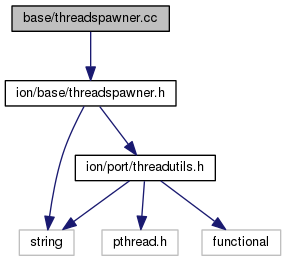 base/threadspawner.cc
ion/base/threadspawner.h
ion/port/threadutils.h
string
pthread.h
functional